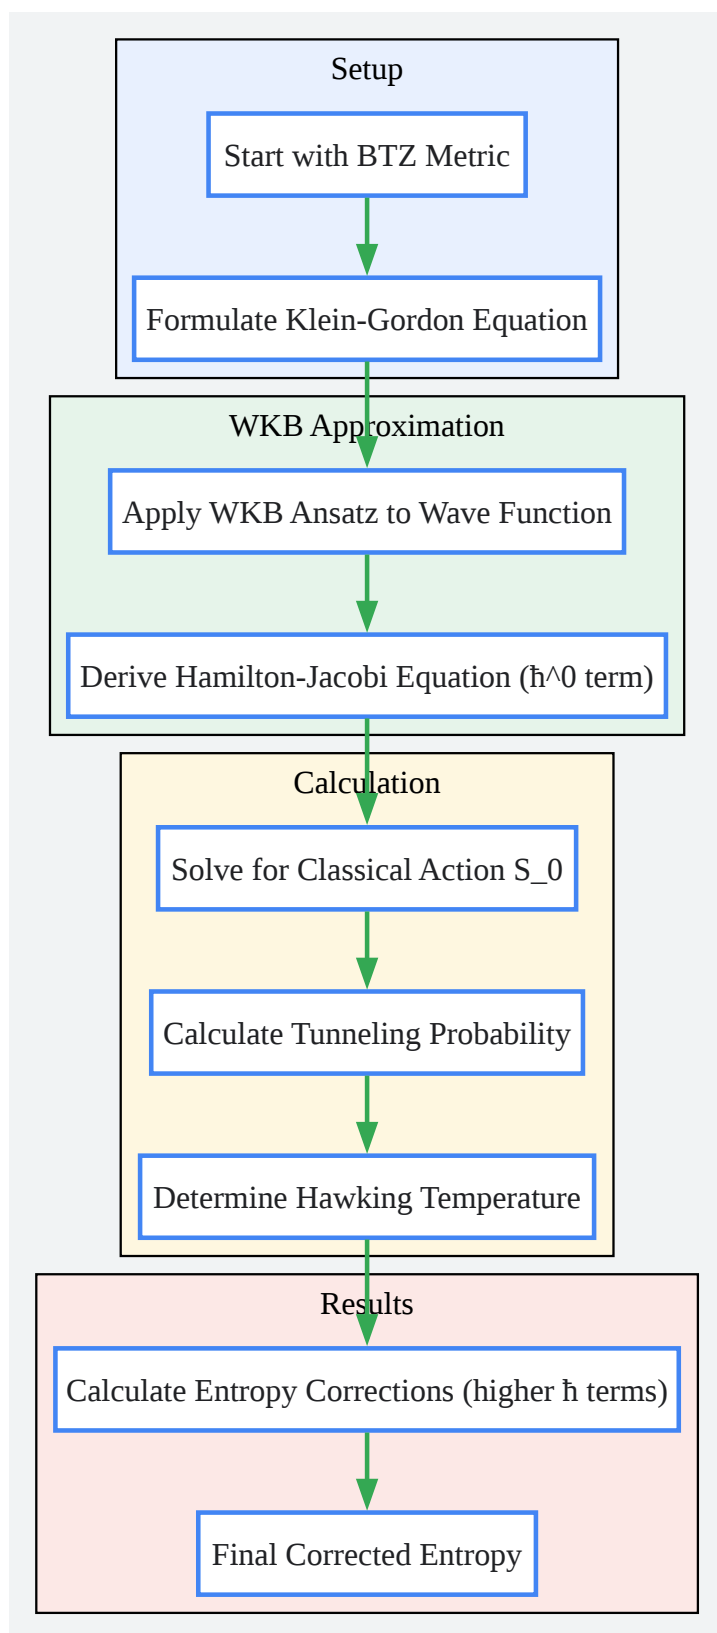 Setup
Start with BTZ Metric
Formulate Klein-Gordon Equation
WKB Approximation
Apply WKB Ansatz to Wave Function
Derive Hamilton-Jacobi Equation (ħ^0 term)
Calculation
Solve for Classical Action S_0
Calculate Tunneling Probability
Determine Hawking Temperature
Results
Calculate Entropy Corrections (higher ħ terms)
Final Corrected Entropy